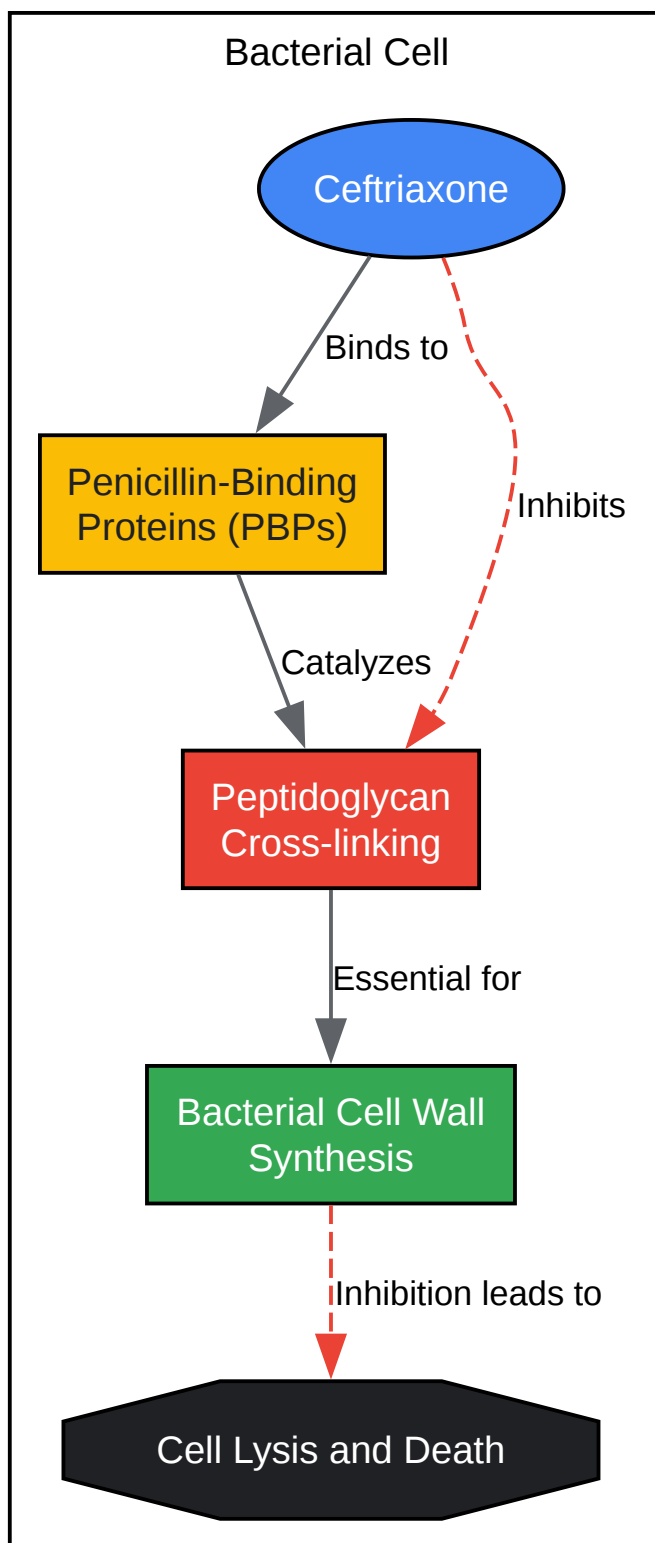 Bacterial Cell
Ceftriaxone
Binds to
Penicillin-Binding
Proteins (PBPs)
Inhibits
Catalyzes
Peptidoglycan
Cross-linking
Essential for
Bacterial Cell Wall
Synthesis
Inhibition leads to
Cell Lysis and Death